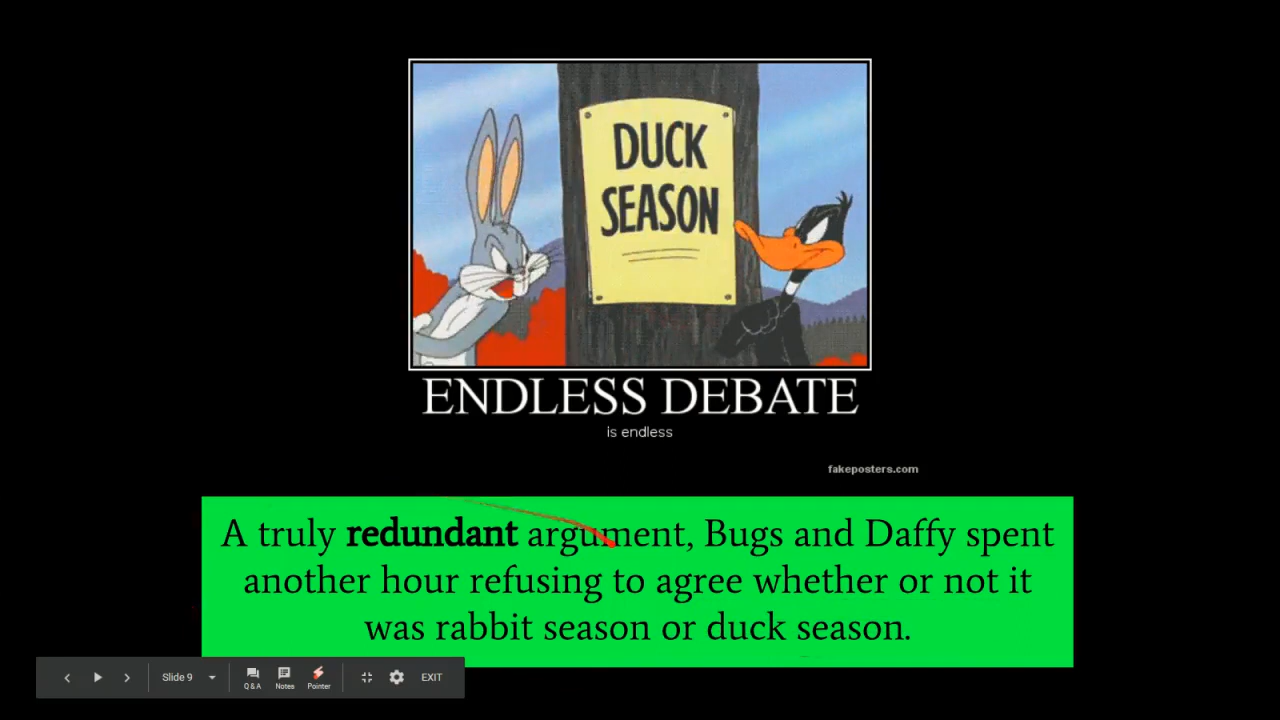 DUCK
SEASON
ENDLESS DEBATE
is endless
fakeposters.com
A truly redundant argument, Bugs and Daffy spent
another hour refusing to agree whether or not it
was rabbit season or duck season.
Slide 9
Q & A
Notes
Pointer
EXIT